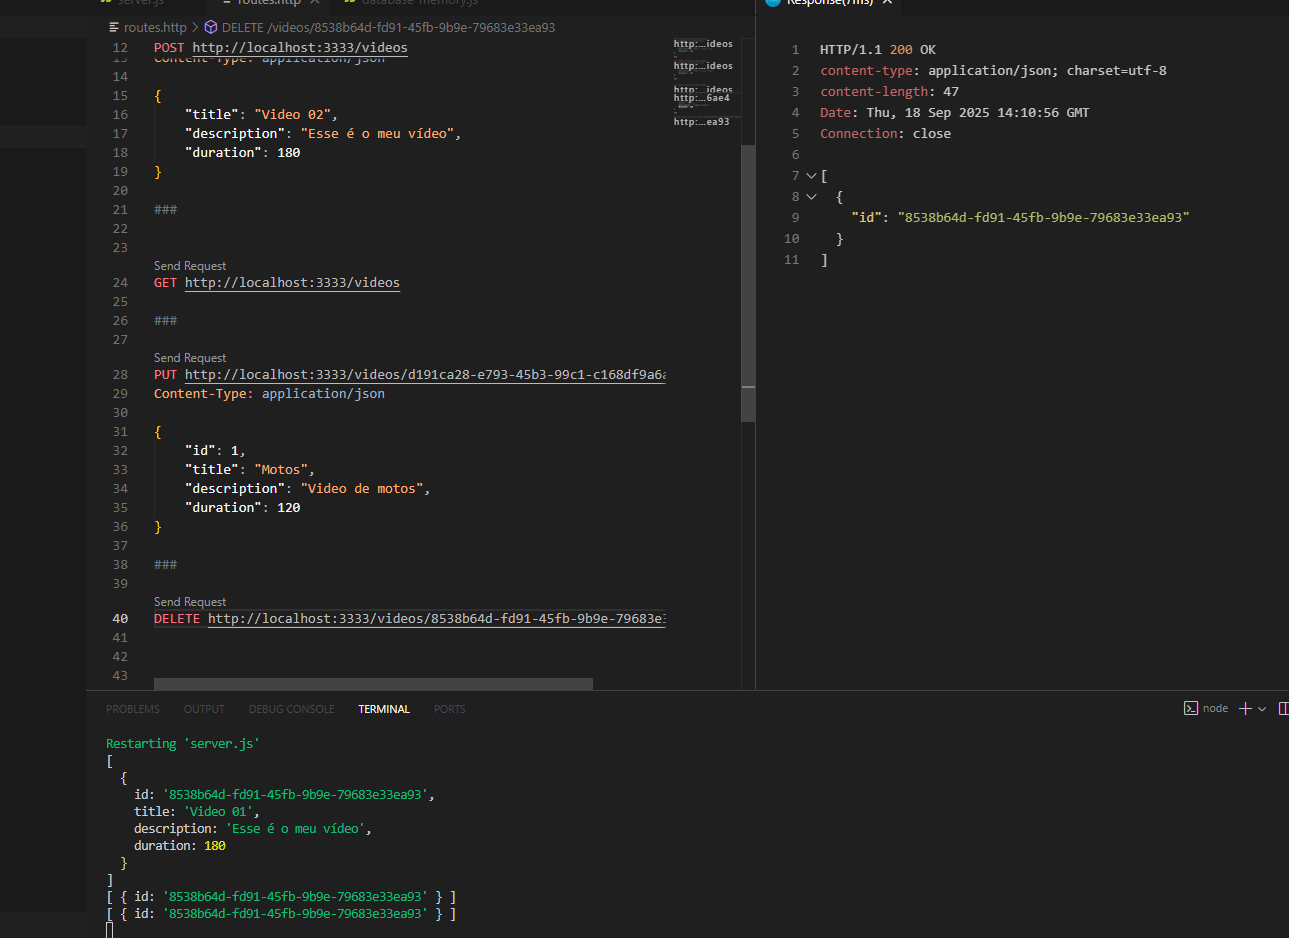 server.js
routes.http
database-memory.js
Response(7ms)
routes.http > DELETE /videos/8538b64d-fd91-45fb-9b9e-79683e33ea93
12 POST http://localhost:3333/videos
13 Content-Type: application/json
14
15 {
16 "title": "Video 02",
17 "description": "Esse é o meu vídeo",
18 "duration": 180
19 }
20
21 ###
22
23
Send Request
24 GET http://localhost:3333/videos
25
26 ###
27
Send Request
28 PUT http://localhost:3333/videos/d191ca28-e793-45b3-99c1-c168df9a6a
29 Content-Type: application/json
30
31 {
32 "id": 1,
33 "title": "Motos",
34 "description": "Video de motos",
35 "duration": 120
36 }
37
38 ###
39
Send Request
40 DELETE http://localhost:3333/videos/8538b64d-fd91-45fb-9b9e-79683e3
41
42
43
http:...ideos
http:...ideos
http:...ideos
http:...6ae4
http:...ea93
1 HTTP/1.1 200 OK
2 content-type: application/json; charset=utf-8
3 content-length: 47
4 Date: Thu, 18 Sep 2025 14:10:56 GMT
5 Connection: close
6
7 [
8 {
9 "id": "8538b64d-fd91-45fb-9b9e-79683e33ea93"
10 }
11 ]
PROBLEMS OUTPUT DEBUG CONSOLE TERMINAL PORTS
node
Restarting 'server.js'
[
{
id: '8538b64d-fd91-45fb-9b9e-79683e33ea93',
title: 'Video 01',
description: 'Esse é o meu vídeo',
duration: 180
}
]
[ { id: '8538b64d-fd91-45fb-9b9e-79683e33ea93' } ]
[ { id: '8538b64d-fd91-45fb-9b9e-79683e33ea93' } ]